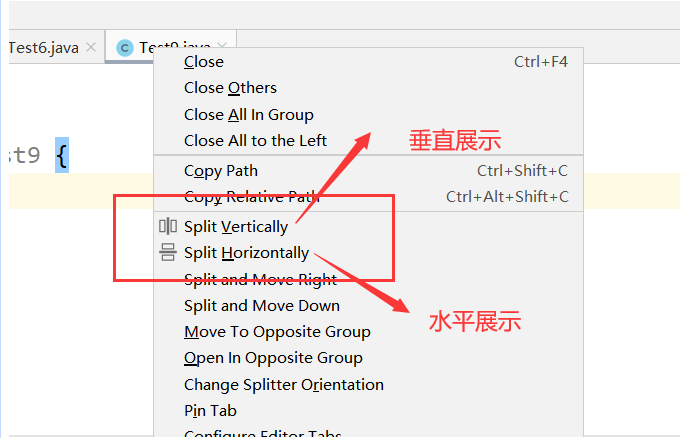 Test6.java
Test9.java
Close Ctrl+F4
Close Others
Close All In Group
Close All to the Left
垂直展示
st9 {
Copy Path Ctrl+Shift+C
Copy Relative Path Ctrl+Alt+Shift+C
Split Vertically
Split Horizontally
Split and Move Right
Split and Move Down
水平展示
Move To Opposite Group
Open In Opposite Group
Change Splitter Orientation
Pin Tab
Configure Editor Tabs